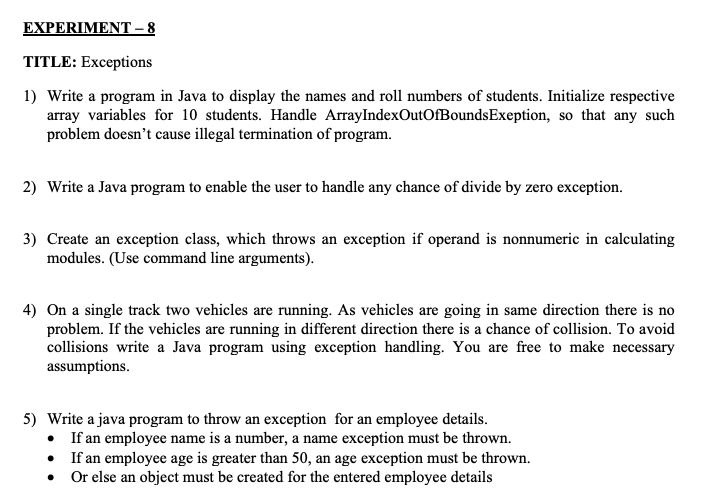 EXPERIMENT – 8
TITLE: Exceptions
1) Write a program in Java to display the names and roll numbers of students. Initialize respective
array variables for 10 students. Handle ArrayIndexOutOfBoundsExeption, so that any such
problem doesn’t cause illegal termination of program.
2) Write a Java program to enable the user to handle any chance of divide by zero exception.
3) Create an exception class, which throws an exception if operand is nonnumeric in calculating
modules. (Use command line arguments).
4) On a single track two vehicles are running. As vehicles are going in same direction there is no
problem. If the vehicles are running in different direction there is a chance of collision. To avoid
collisions write a Java program using exception handling. You are free to make necessary
assumptions.
5) Write a java program to throw an exception for an employee details.
• If an employee name is a number, a name exception must be thrown.
• If an employee age is greater than 50, an age exception must be thrown.
• Or else an object must be created for the entered employee details